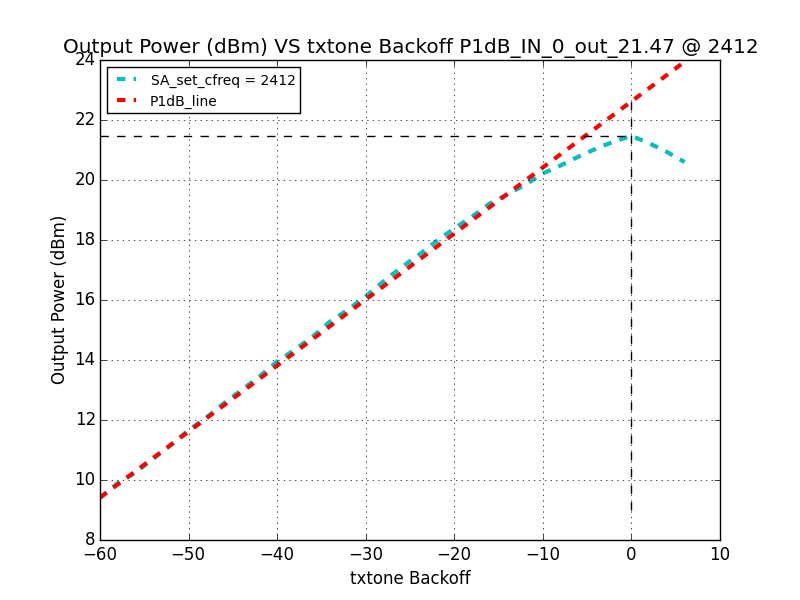 Output Power (dBm) VS txtone Backoff P1dB_IN_0_out_21.47 @ 2412
SA_set_cfreq = 2412
P1dB_line
24
22
20
18
16
14
12
10
8
Output Power (dBm)
−60 −50 −40 −30 −20 −10 0 10
txtone Backoff